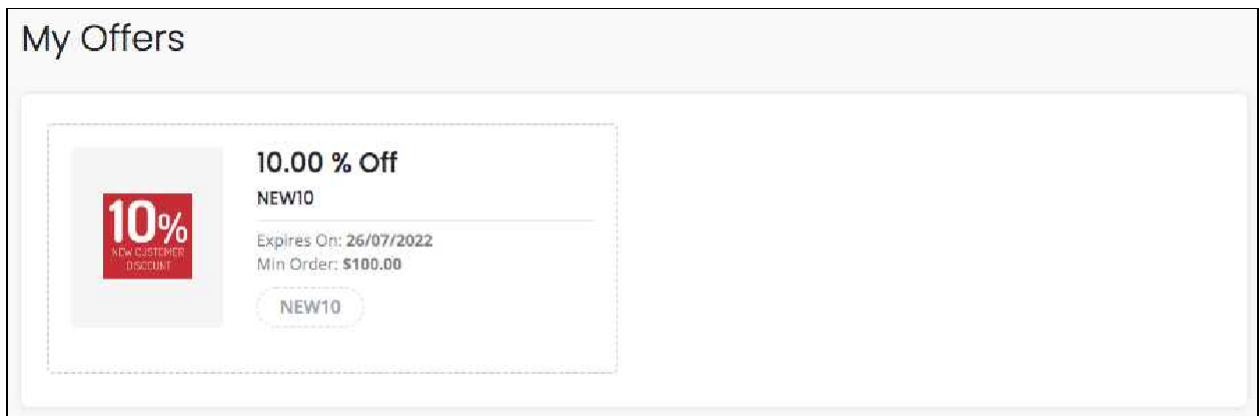 My Offers
10.00 % Off
NEW10
10%
NEW CUSTOMER
DISCOUNT
Expires On: 26/07/2022
Min Order: $100.00
NEW10